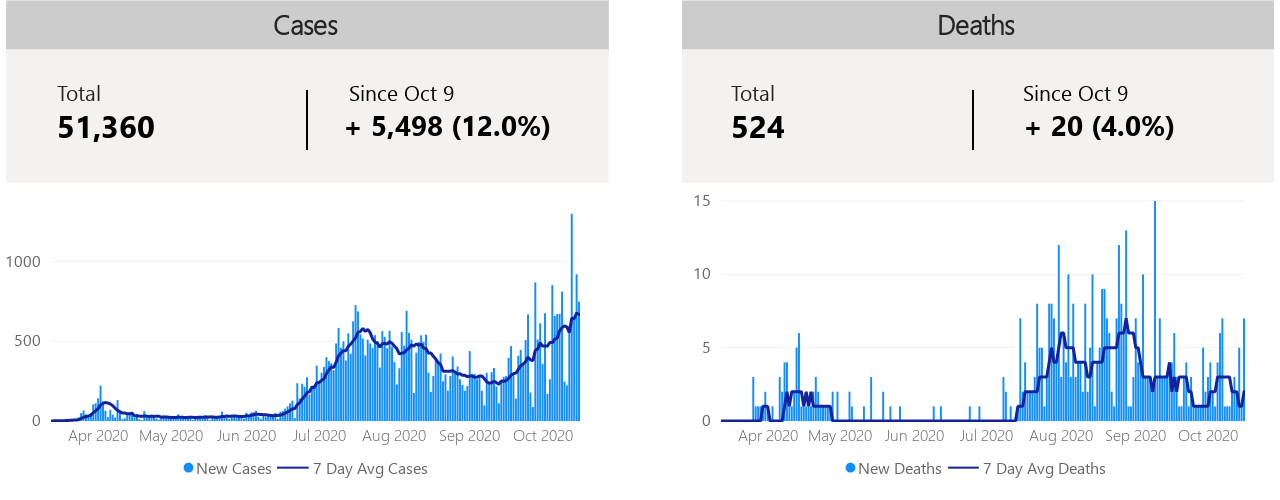 Cases
Total
51,360
Since Oct 9
+ 5,498 (12.0%)
1000
500
0
Apr 2020 May 2020 Jun 2020 Jul 2020 Aug 2020 Sep 2020 Oct 2020
New Cases 7 Day Avg Cases
Deaths
Total
524
Since Oct 9
+ 20 (4.0%)
15
10
5
0
Apr 2020 May 2020 Jun 2020 Jul 2020 Aug 2020 Sep 2020 Oct 2020
New Deaths 7 Day Avg Deaths